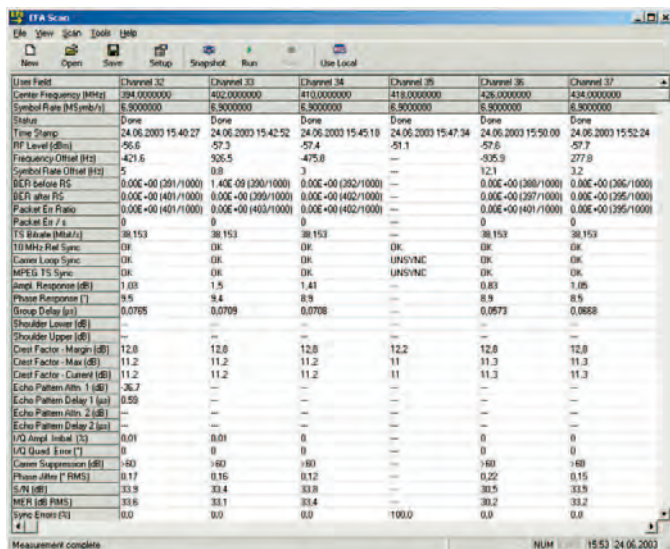 EFA Scan
File View Scan Tools Help
New Open Save Setup Snapshot Run Use Local
User Field Channel 32 Channel 33 Channel 34 Channel 35 Channel 36 Channel 37
Center Frequency (MHz) 394,0000000 402,0000000 410,0000000 418,0000000 426,0000000 434,0000000
Symbol Rate (MSymb/s) 6,9000000 6,9000000 6,9000000 6,9000000 6,9000000 6,9000000
Status Done Done Done Done Done Done
Time Stamp 24.06.2003 15:40:27 24.06.2003 15:42:52 24.06.2003 15:45:10 24.06.2003 15:47:34 24.06.2003 15:50:00 24.06.2003 15:52:24
RF Level (dBm) -56.6 -57.3 -57.4 -51.1 -57.6 -57.7
Frequency Offset (Hz) -421.6 926.5 -475.8 --- -935.9 277.8
Symbol Rate Offset (Hz) 5 0.8 3 --- 12.1 3.2
BER before RS 0.00E+00 (391/1000) 1.40E-09 (390/1000) 0.00E+00 (392/1000) --- 0.00E+00 (388/1000) 0.00E+00 (386/1000)
BER after RS 0.00E+00 (401/1000) 0.00E+00 (399/1000) 0.00E+00 (402/1000) --- 0.00E+00 (397/1000) 0.00E+00 (395/1000)
Packet Err Ratio 0.00E+00 (401/1000) 0.00E+00 (403/1000) 0.00E+00 (402/1000) --- 0.00E+00 (401/1000) 0.00E+00 (395/1000)
Packet Err / s 0 0 0 --- 0 0
TS Bitrate (Mbit/s) 38,153 38,153 38,153 --- 38,153 38,153
10 MHz Ref Sync OK OK OK OK OK OK
Carrier Loop Sync OK OK OK UNSYNC OK OK
MPEG TS Sync OK OK OK UNSYNC OK OK
Ampl. Response (dB) 1,03 1,5 1,41 --- 0,83 1,05
Phase Response (°) 9,5 9,4 8,9 --- 8,9 8,5
Group Delay (µs) 0,0765 0,0709 0,0708 --- 0,0573 0,0668
Shoulder Lower (dB) --- --- --- --- --- ---
Shoulder Upper (dB) --- --- --- --- --- ---
Crest Factor - Margin (dB) 12,8 12,8 12,8 12,2 12,8 12,8
Crest Factor - Max (dB) 11.2 11.2 11.2 11 11.3 11.3
Crest Factor - Current (dB) 11.2 11.2 11.2 11 11.3 11.3
Echo Pattern Attn. 1 (dB) -36,7 --- --- --- --- ---
Echo Pattern Delay 1 (µs) 0.59 --- --- --- --- ---
Echo Pattern Attn. 2 (dB) --- --- --- --- --- ---
Echo Pattern Delay 2 (µs) --- --- --- --- --- ---
I/Q Ampl. Imbal. (%) 0,01 0,01 0 --- 0 0
I/Q Quad. Error (°) 0 0 0 --- 0 0
Carrier Suppression (dB) >60 >60 >60 --- >60 >60
Phase Jitter (° RMS) 0,17 0,16 0,12 --- 0,22 0,15
S/N (dB) 33.9 33.4 33.8 --- 30.5 33.5
MER (dB RMS) 33.6 33.1 33.4 --- 30.2 33.2
Sync Errors (%) 0,0 0,0 0,0 100,0 0,0 0,0
Measurement complete NUM 15:53 24.06.2003